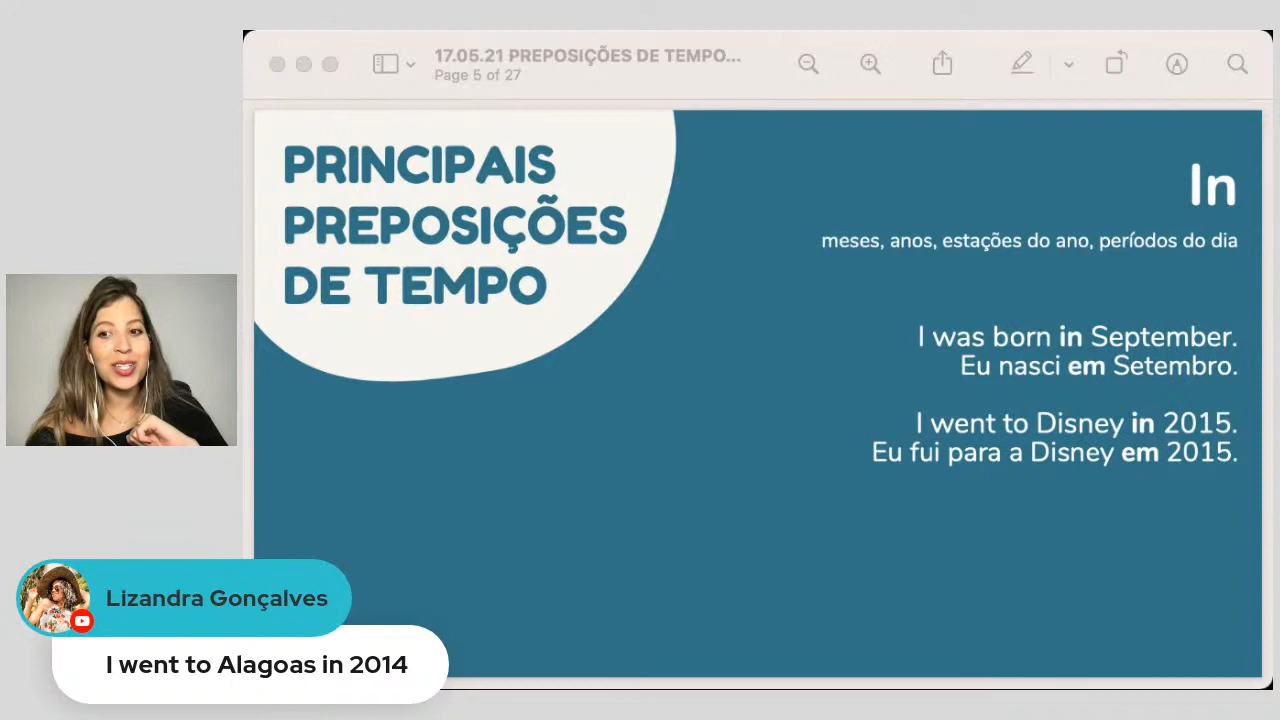 17.05.21 PREPOSIÇÕES DE TEMPO...
Page 5 of 27
PRINCIPAIS
PREPOSIÇÕES
DE TEMPO
In
meses, anos, estações do ano, períodos do dia
I was born in September.
Eu nasci em Setembro.
I went to Disney in 2015.
Eu fui para a Disney em 2015.
Lizandra Gonçalves
I went to Alagoas in 2014